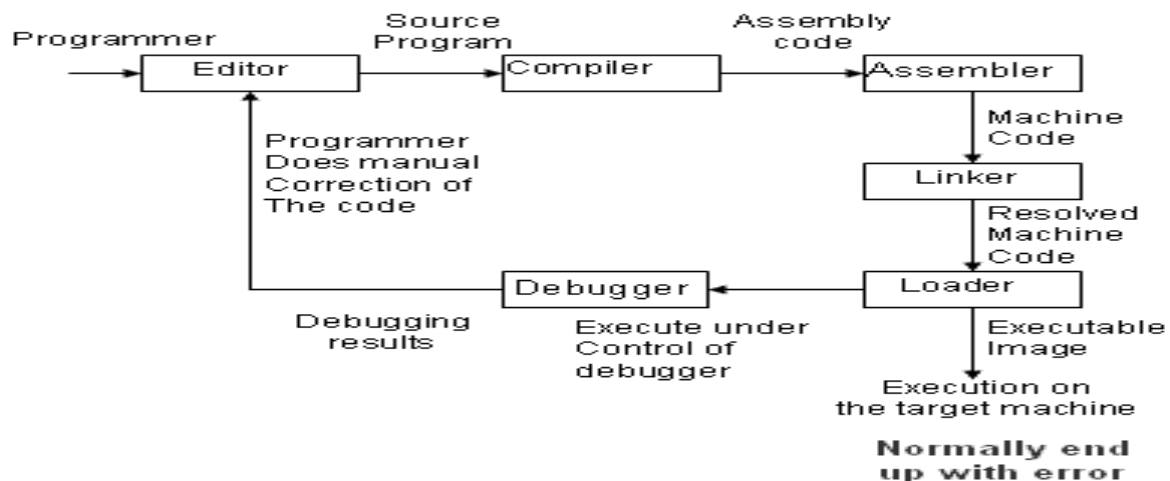 Programmer
Editor
Source
Program
Compiler
Assembly
code
Assembler
Machine
Code
Linker
Resolved
Machine
Code
Loader
Executable
Image
Execution on
the target machine
Normally end
up with error
Debugger
Execute under
Control of
debugger
Debugging
results
Programmer
Does manual
Correction of
The code